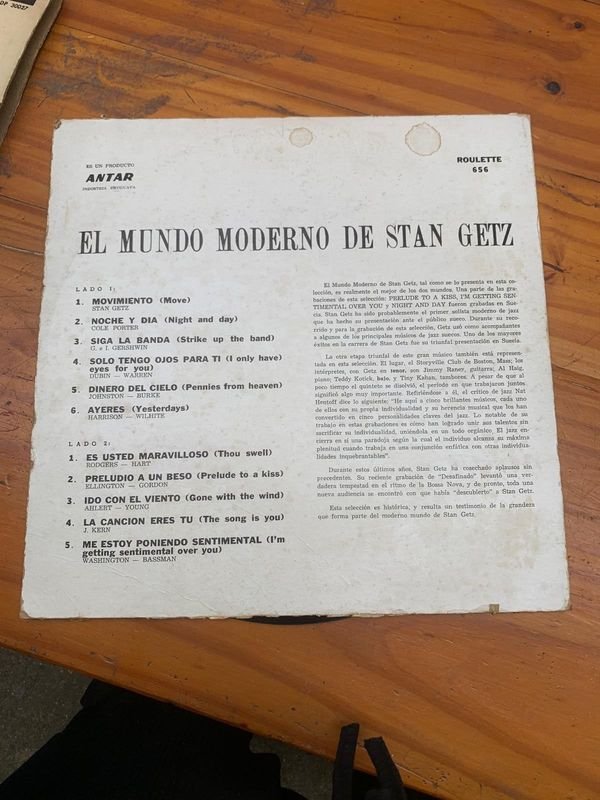 DP 30027
ES UN PRODUCTO
ANTAR
INDUSTRIA URUGUAYA
ROULETTE
656
EL MUNDO MODERNO DE STAN GETZ
LADO 1:
1. MOVIMIENTO (Move)
STAN GETZ
2. NOCHE Y DIA (Night and day)
COLE PORTER
3. SIGA LA BANDA (Strike up the band)
G. e I. GERSHWIN
4. SOLO TENGO OJOS PARA TI (I only have)
eyes for you)
DUBIN — WARREN
5. DINERO DEL CIELO (Pennies from heaven)
JOHNSTON — BURKE
6. AYERES (Yesterdays)
HARRISON — WILHITE
LADO 2:
1. ES USTED MARAVILLOSO (Thou swell)
RODGERS — HART
2. PRELUDIO A UN BESO (Prelude to a kiss)
ELLINGTON — GORDON
3. IDO CON EL VIENTO (Gone with the wind)
AHLERT — YOUNG
4. LA CANCION ERES TU (The song is you)
J. KERN
5. ME ESTOY PONIENDO SENTIMENTAL (I'm
getting sentimental over you)
WASHINGTON — BASSMAN
El Mundo Moderno de Stan Getz, tal como se lo presenta en esta co-
lección, es realmente el mejor de los dos mundos. Una parte de las gra-
baciones de esta selección: PRELUDE TO A KISS, I'M GETTING SEN-
TIMENTAL OVER YOU y NIGHT AND DAY fueron grabadas en Sue-
cia. Stan Getz ha sido probablemente el primer solista moderno de jazz
que ha hecho su presentación ante el público sueco. Durante su reco-
rrido y para la grabación de esta selección, Getz usó como acompañantes
a algunos de los principales músicos de jazz suecos. Uno de los mayores
éxitos en la carrera de Stan Getz fue su triunfal presentación en Suecia.
La otra etapa triunfal de este gran músico también está represen-
tada en esta selección. El lugar, el Storyville Club de Boston, Mass; los
intérpretes, con Getz en tenor, son Jimmy Raney, guitarra; Al Haig,
piano; Teddy Kotick, bajo, y Tiny Kahan, tambores. A pesar de que al
poco tiempo el quinteto se disolvió, el período en que trabajaron juntos
significó algo muy importante. Refiriéndose a él, el crítico de jazz Nat
Hentoff dice lo siguiente: "He aquí a cinco brillantes músicos, cada uno
de ellos con su propia individualidad y su herencia musical que los han
convertido en cinco personalidades claves del jazz. Lo notable de su
trabajo en estas grabaciones es cómo han logrado unir sus talentos sin
sacrificar su individualidad, uniéndola en un todo orgánico. El jazz en-
cierra en sí una paradoja según la cual el individuo alcanza su máxima
plenitud cuando trabaja en una conjunción enfática con otras individua-
lidades inquebrantables".
Durante estos últimos años, Stan Getz ha cosechado aplausos sin
precedentes. Su reciente grabación de "Desafinado" levantó una ver-
dadera tempestad en el ritmo de la Bossa Nova, y de pronto, toda una
nueva audiencia se encontró con que había "descubierto" a Stan Getz.
Esta selección es histórica, y resulta un testimonio de la grandeza
que forma parte del moderno mundo de Stan Getz.